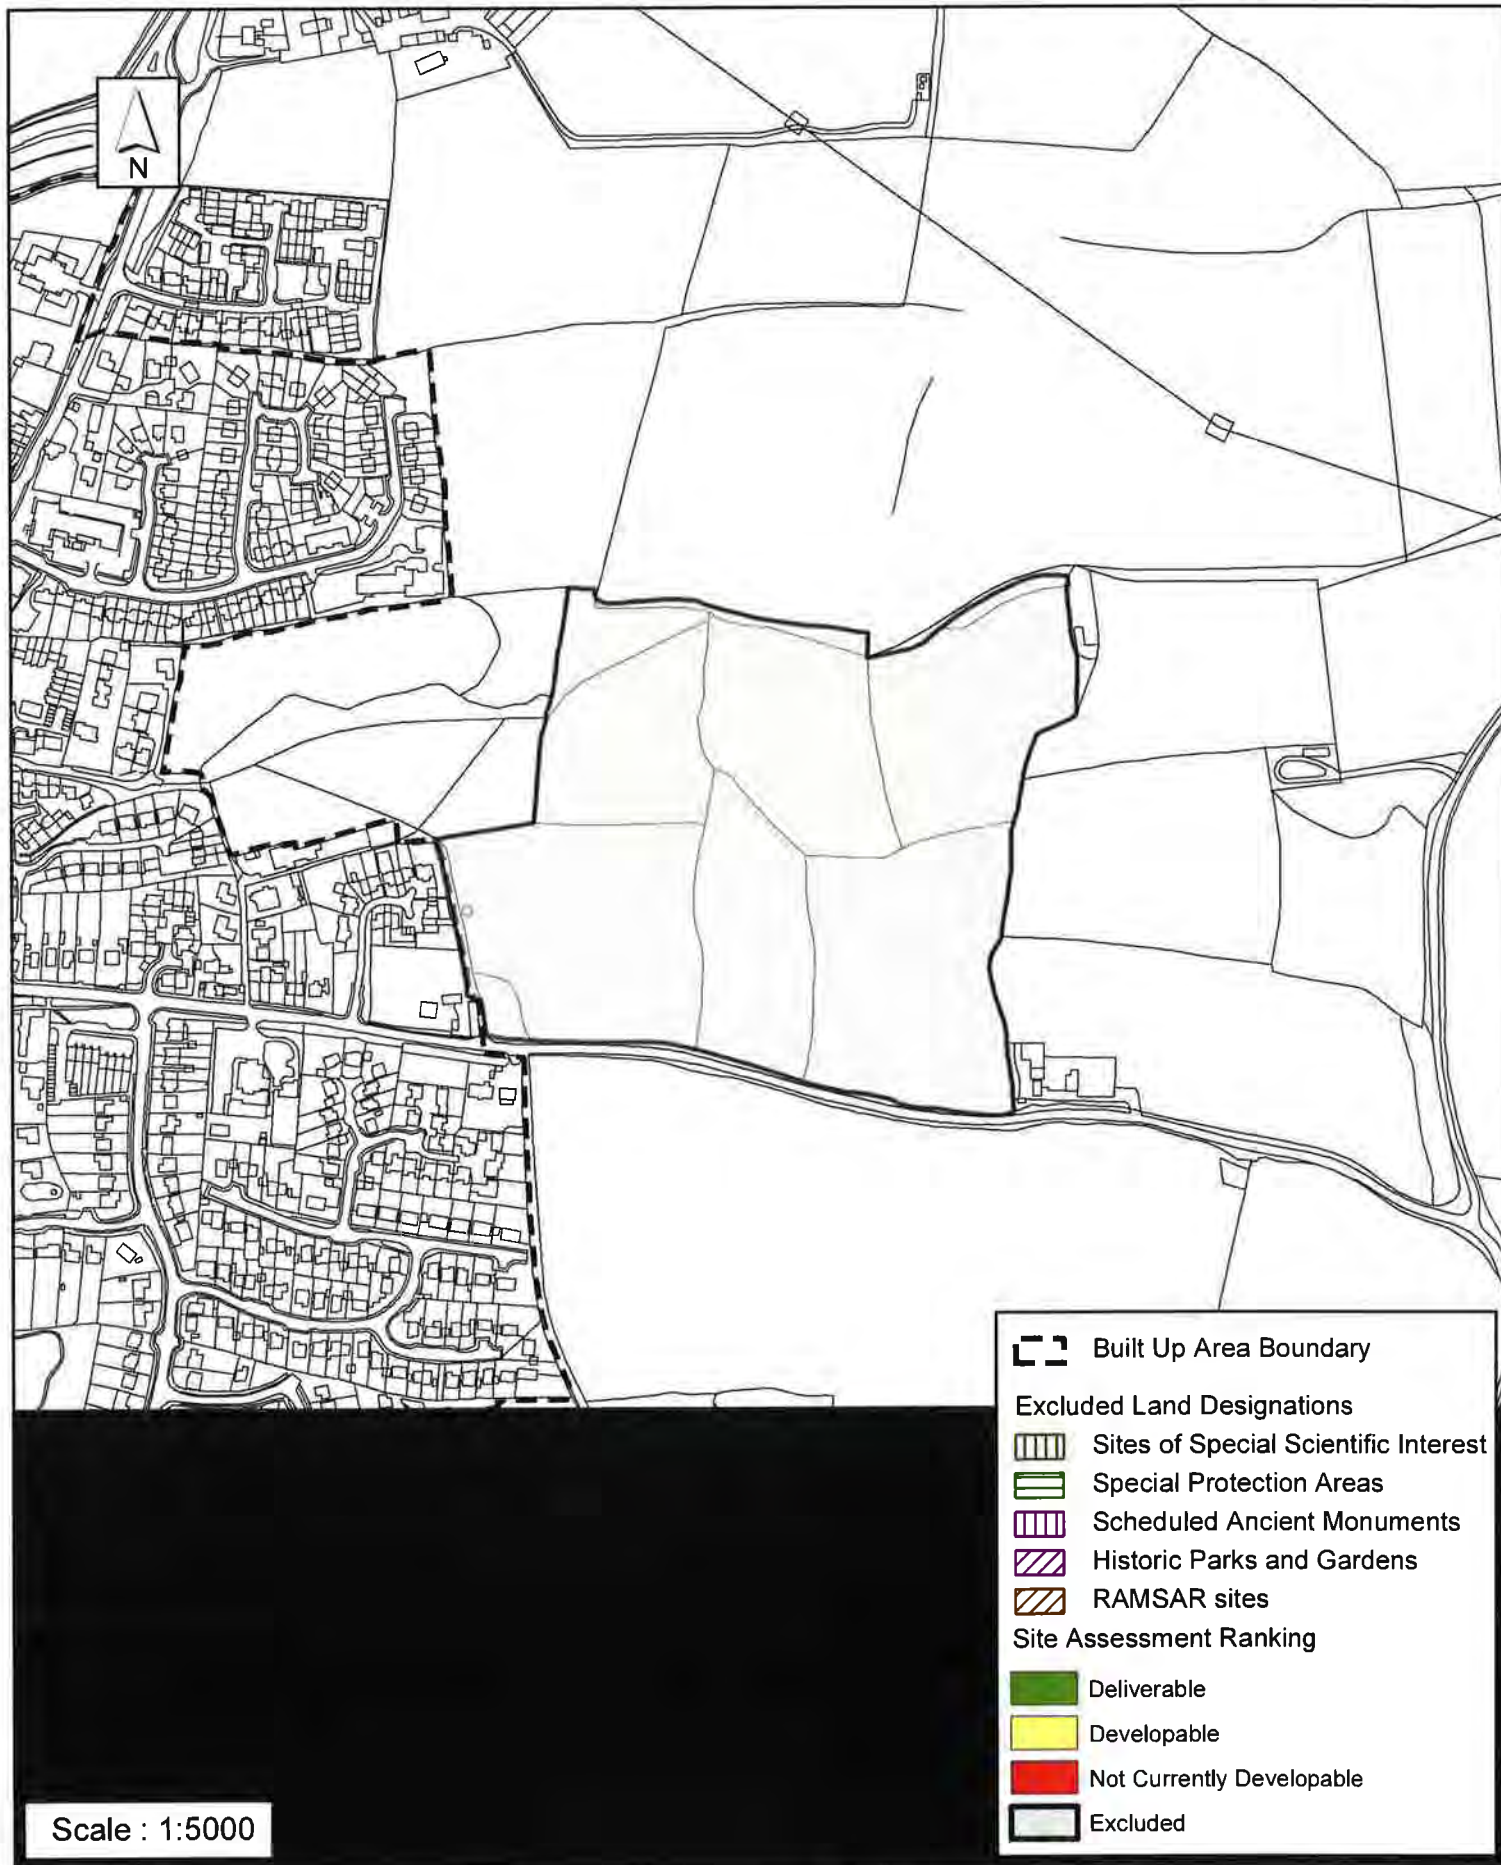 N
Built Up Area Boundary
Excluded Land Designations
Sites of Special Scientific Interest
Special Protection Areas
Scheduled Ancient Monuments
Historic Parks and Gardens
RAMSAR sites
Site Assessment Ranking
Deliverable
Developable
Not Currently Developable
Excluded
Scale : 1:5000